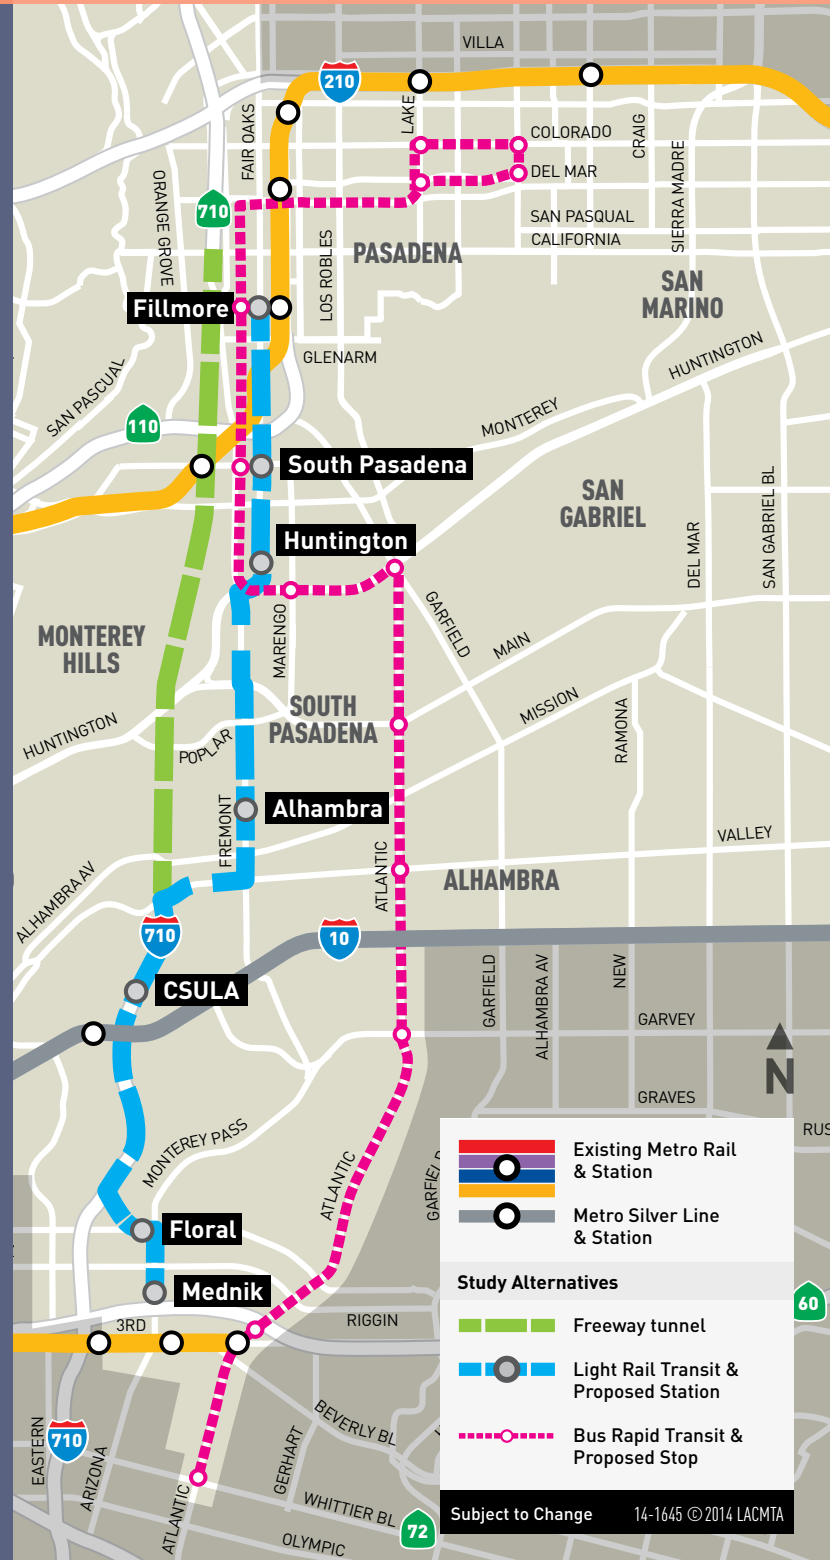 VILLA
210
LAKE
FAIR OAKS
COLORADO
CRAIG
DEL MAR
SIERRA MADRE
ORANGE GROVE
710
SAN PASQUAL
CALIFORNIA
LOS ROBLES
PASADENA
SAN
MARINO
Fillmore
GLENARM
HUNTINGTON
SAN PASCUAL
110
MONTEREY
South Pasadena
SAN
GABRIEL
SAN GABRIEL BL
DEL MAR
Huntington
GARFIELD
MARENGO
MONTEREY
HILLS
MAIN
MISSION
SOUTH
PASADENA
RAMONA
HUNTINGTON
POPLAR
Alhambra
FREMONT
VALLEY
ATLANTIC
ALHAMBRA
ALHAMBRA AV
710
10
GARFIELD
ALHAMBRA AV
NEW
CSULA
GARVEY
N
GRAVES
MONTEREY PASS
ATLANTIC
GARFIEL
RUS
Existing Metro Rail
& Station
Metro Silver Line
& Station
Floral
Mednik
Study Alternatives
60
3RD
RIGGIN
Freeway tunnel
Light Rail Transit &
Proposed Station
Bus Rapid Transit &
Proposed Stop
EASTERN
710
ARIZONA
BEVERLY BL
GERHART
ATLANTIC
WHITTIER BL
72
OLYMPIC
Subject to Change 14-1645 © 2014 LACMTA